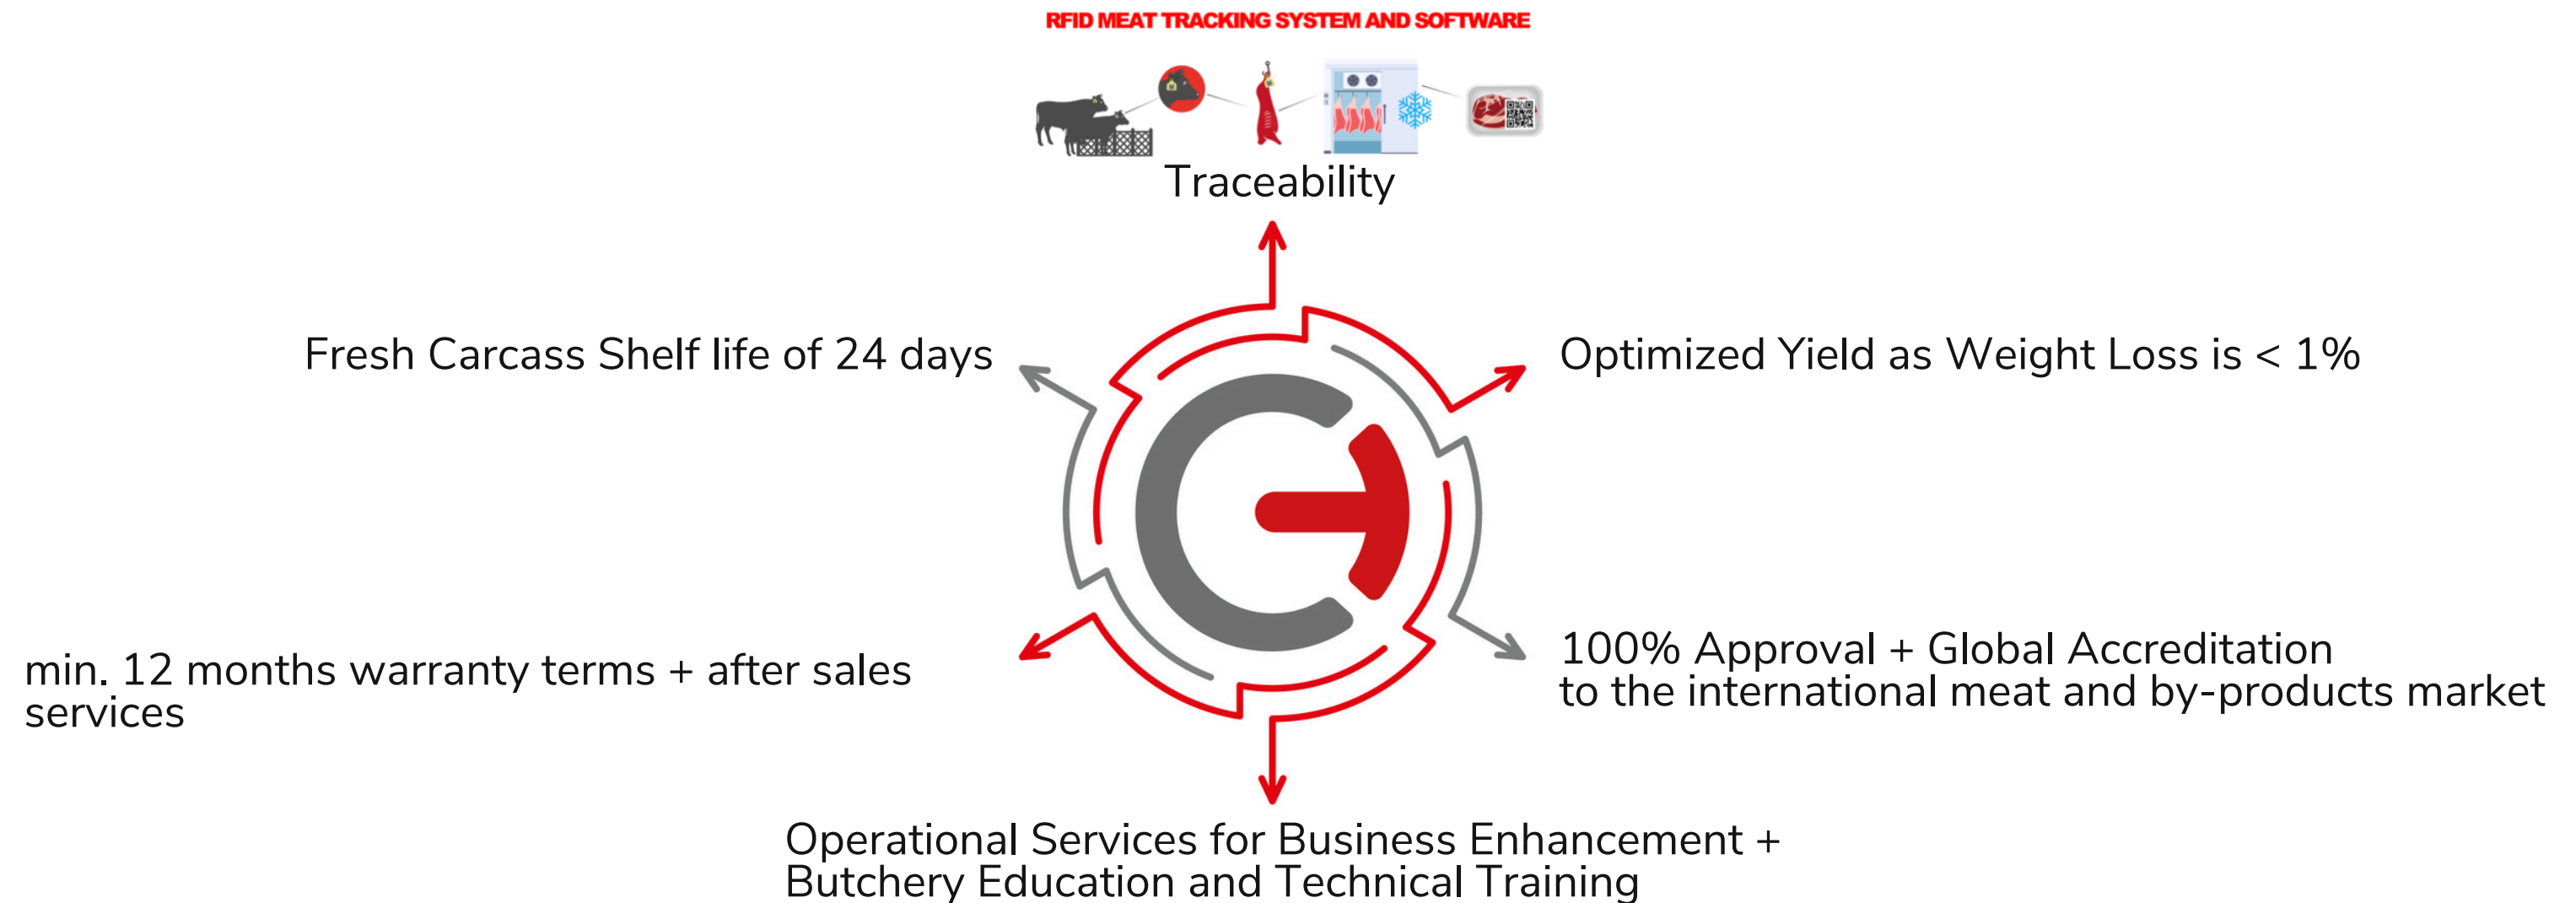 RFID MEAT TRACKING SYSTEM AND SOFTWARE
Traceability
Fresh Carcass Shelf life of 24 days
Optimized Yield as Weight Loss is < 1%
min. 12 months warranty terms + after sales
services
100% Approval + Global Accreditation
to the international meat and by-products market
Operational Services for Business Enhancement +
Butchery Education and Technical Training